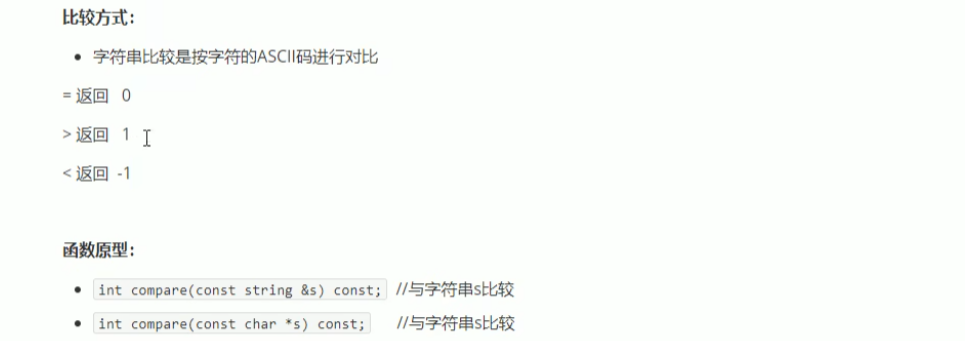 比较方式：
字符串比较是按字符的ASCII码进行对比
= 返回 0
> 返回 1
< 返回 -1
函数原型：
int compare(const string &s) const; //与字符串s比较
int compare(const char *s) const; //与字符串s比较